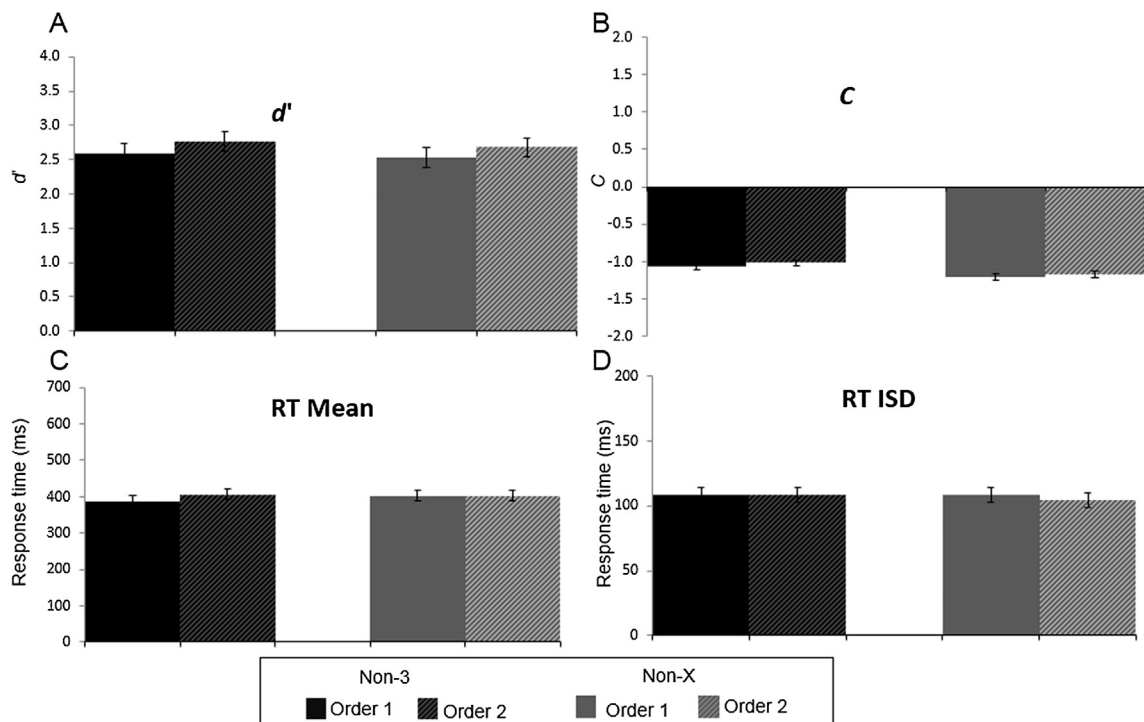 A
4.0
3.5
3.0
2.5
2.0
1.5
1.0
0.5
0.0
d'
d'
B
2.0
1.5
1.0
0.5
0.0
-0.5
-1.0
-1.5
-2.0
C
C
C
700
600
500
400
300
200
100
0
Response time (ms)
RT Mean
D
200
150
100
50
0
Response time (ms)
RT ISD
Non-3 Non-X
Order 1 Order 2 Order 1 Order 2